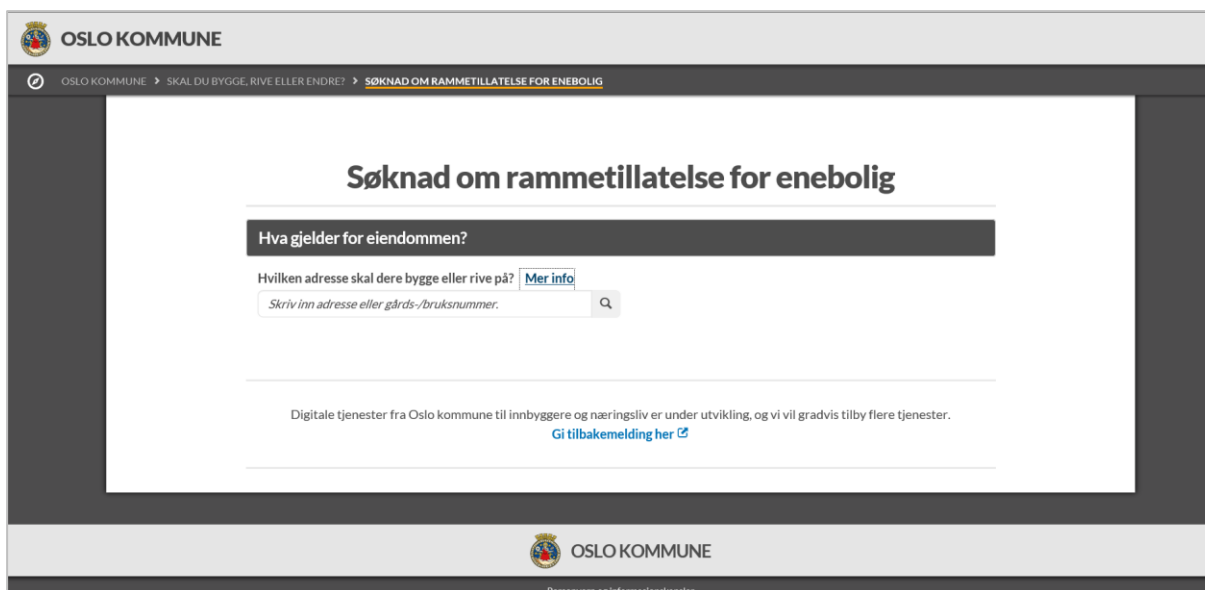 OSLO KOMMUNE
OSLO KOMMUNE > SKAL DU BYGGE, RIVE ELLER ENDRE? > SØKNAD OM RAMMETILLATELSE FOR ENEBOLIG
Søknad om rammetillatelse for enebolig
Hva gjelder for eiendommen?
Hvilken adresse skal dere bygge eller rive på? Mer info
Skriv inn adresse eller gårds-/bruksnummer.
Digitale tjenester fra Oslo kommune til innbyggere og næringsliv er under utvikling, og vi vil gradvis tilby flere tjenester.
Gi tilbakemelding her
OSLO KOMMUNE